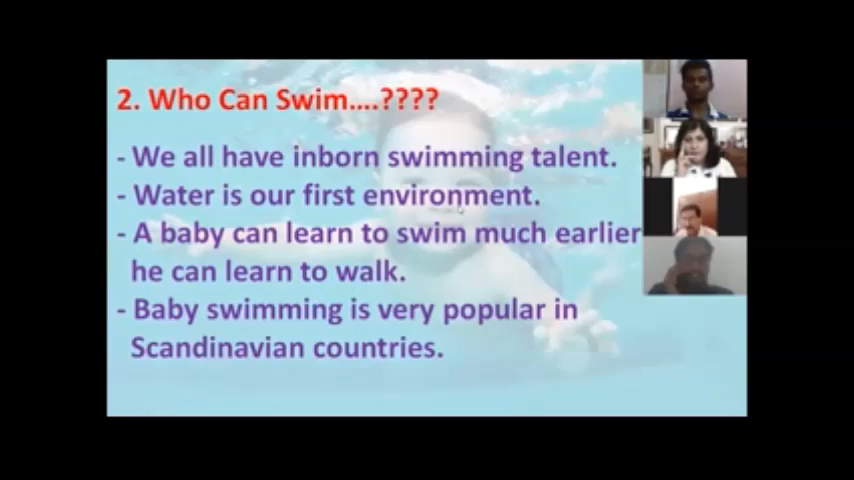 2. Who Can Swim....????
- We all have inborn swimming talent.
- Water is our first environment.
- A baby can learn to swim much earlier
he can learn to walk.
- Baby swimming is very popular in
Scandinavian countries.